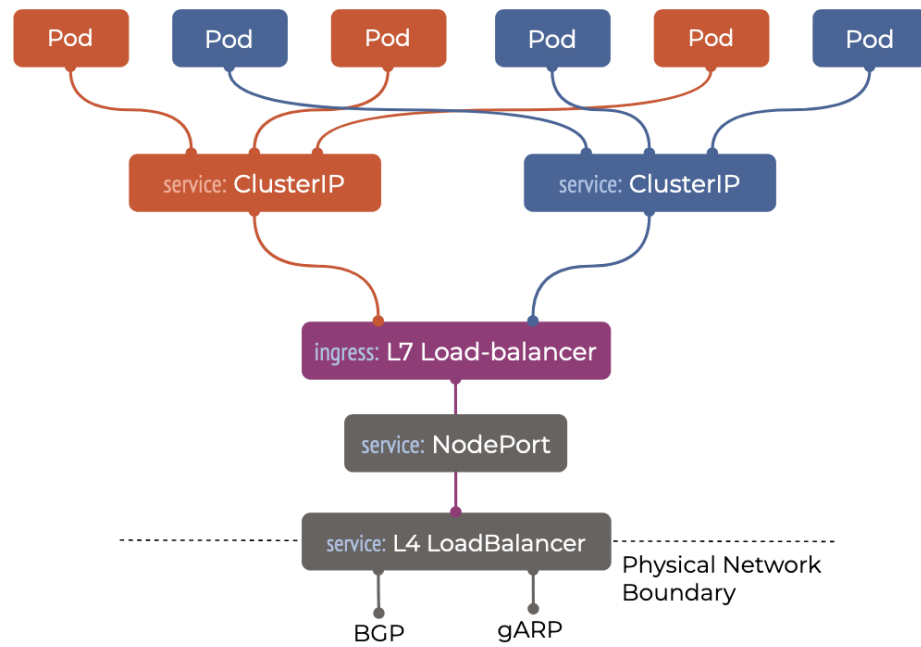 Pod
Pod
Pod
Pod
Pod
Pod
service: ClusterIP
service: ClusterIP
ingress: L7 Load-balancer
service: NodePort
service: L4 LoadBalancer
Physical Network
Boundary
BGP
gARP